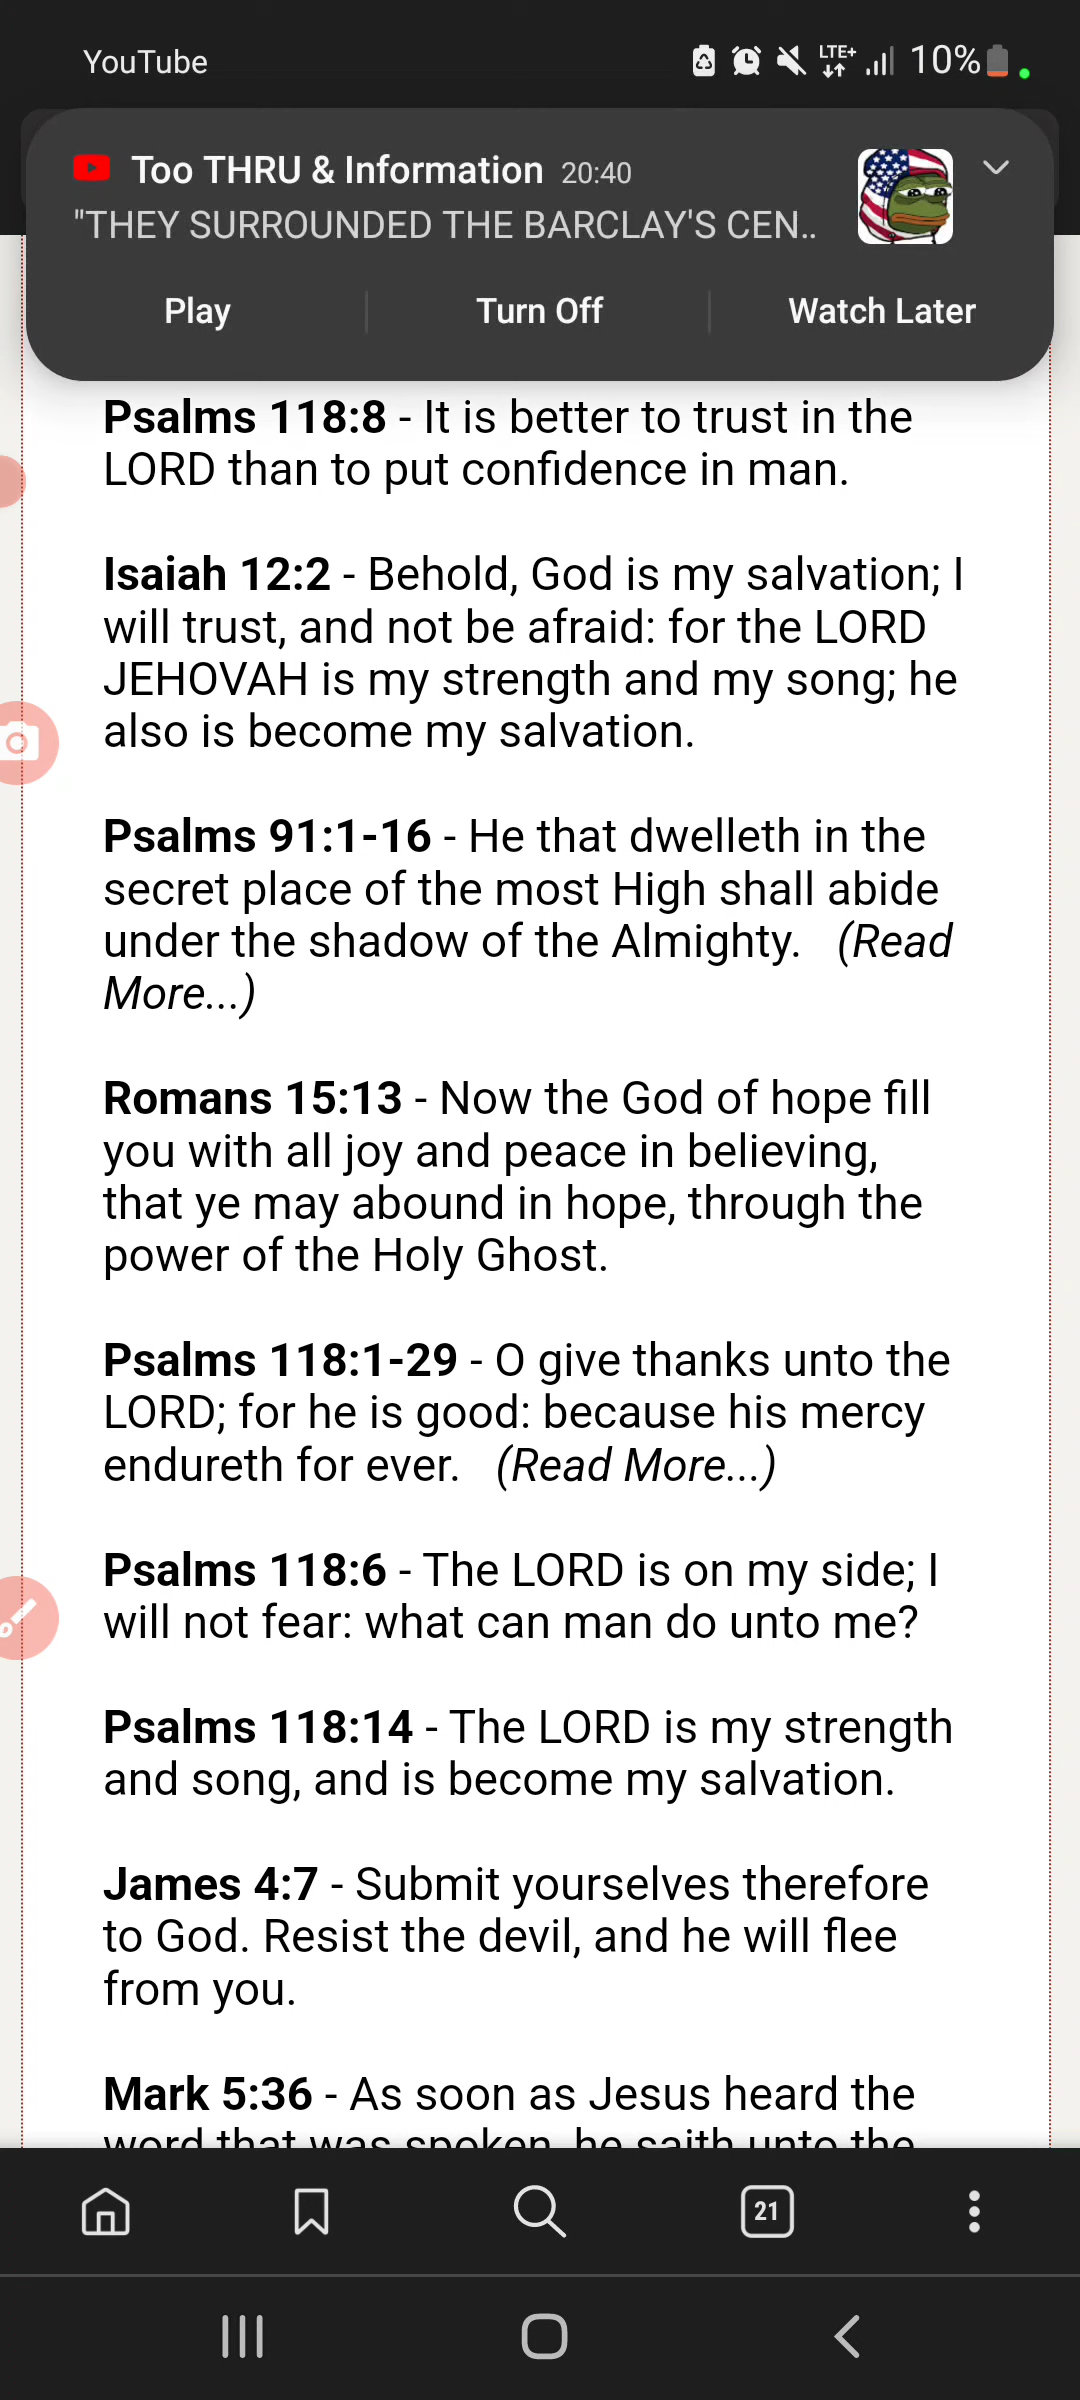 YouTube
LTE+
10%
Too THRU & Information 20:40
"THEY SURROUNDED THE BARCLAY'S CEN..
Play
Turn Off
Watch Later
Psalms 118:8 - It is better to trust in the
LORD than to put confidence in man.
Isaiah 12:2 - Behold, God is my salvation; I
will trust, and not be afraid: for the LORD
JEHOVAH is my strength and my song; he
also is become my salvation.
Psalms 91:1-16 - He that dwelleth in the
secret place of the most High shall abide
under the shadow of the Almighty. (Read
More...)
Romans 15:13 - Now the God of hope fill
you with all joy and peace in believing,
that ye may abound in hope, through the
power of the Holy Ghost.
Psalms 118:1-29 - O give thanks unto the
LORD; for he is good: because his mercy
endureth for ever. (Read More...)
Psalms 118:6 - The LORD is on my side; I
will not fear: what can man do unto me?
Psalms 118:14 - The LORD is my strength
and song, and is become my salvation.
James 4:7 - Submit yourselves therefore
to God. Resist the devil, and he will flee
from you.
Mark 5:36 - As soon as Jesus heard the
word that was spoken, he saith unto the
21